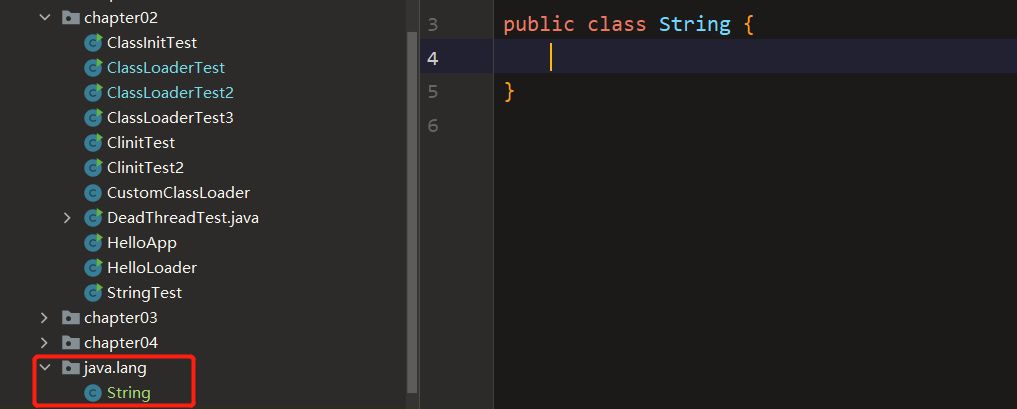 chapter02
ClassInitTest
ClassLoaderTest
ClassLoaderTest2
ClassLoaderTest3
ClinitTest
ClinitTest2
CustomClassLoader
DeadThreadTest.java
HelloApp
HelloLoader
StringTest
chapter03
chapter04
java.lang
String
3 public class String {
4
5 }
6